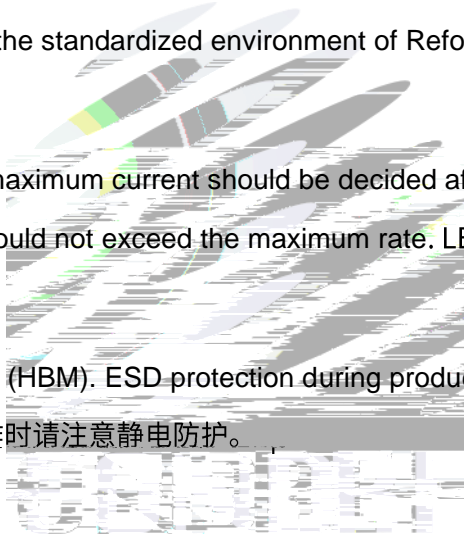 the standardized environment of Refo
maximum current should be decided af
ould not exceed the maximum rate. LE
(HBM). ESD protection during produc
时请注意静电防护。